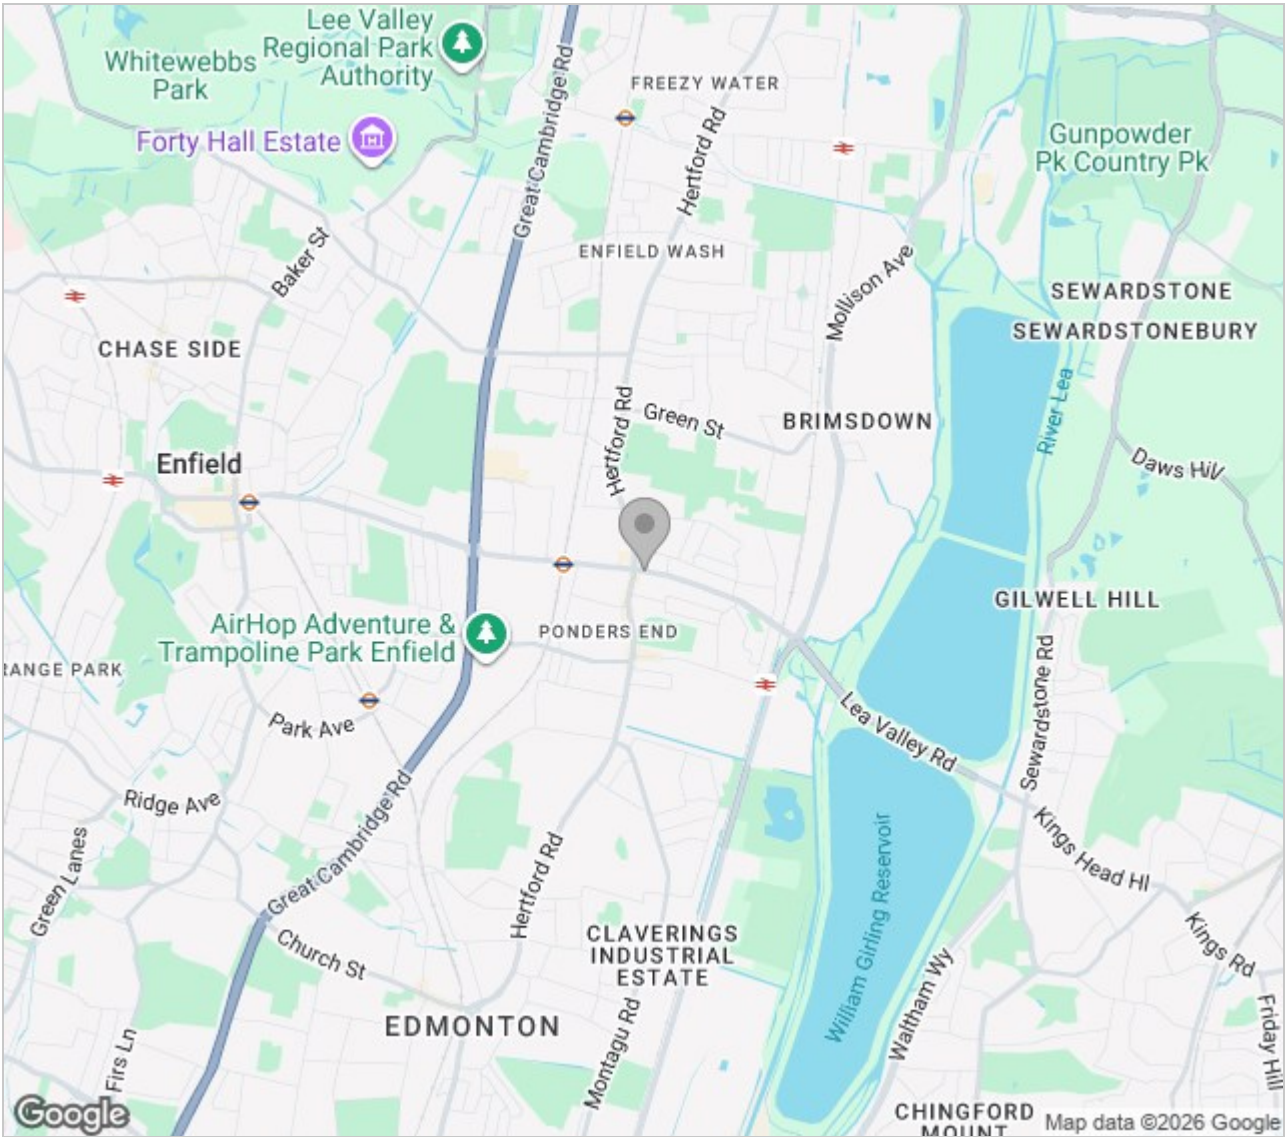 Lee Valley
Regional Park
Authority
Whitewebbs
Park
Forty Hall Estate
Great Cambridge Rd
FREEZY WATER
Hertford Rd
Gunpowder
Pk Country Pk
Baker St
ENFIELD WASH
Mollison Ave
SEWARDSTONE
SEWARDSTONEBURY
CHASE SIDE
River Lea
Hertford Rd
Green St
BRIMSDOWN
Enfield
Daws Hill
GILWELL HILL
AirHop Adventure &
Trampoline Park Enfield
PONDERS END
RANGE PARK
Park Ave
Lea Valley Rd
Sewardstone Rd
Ridge Ave
Green Lanes
Great Cambridge Rd
Hertford Rd
William Girling Reservoir
Kings Head Hl
Kings Rd
Church St
CLAVERINGS
INDUSTRIAL
ESTATE
Waltham Wy
EDMONTON
Montagu Rd
Firs Ln
Friday Hill
CHINGFORD
MOUNT
Google
Map data ©2026 Google